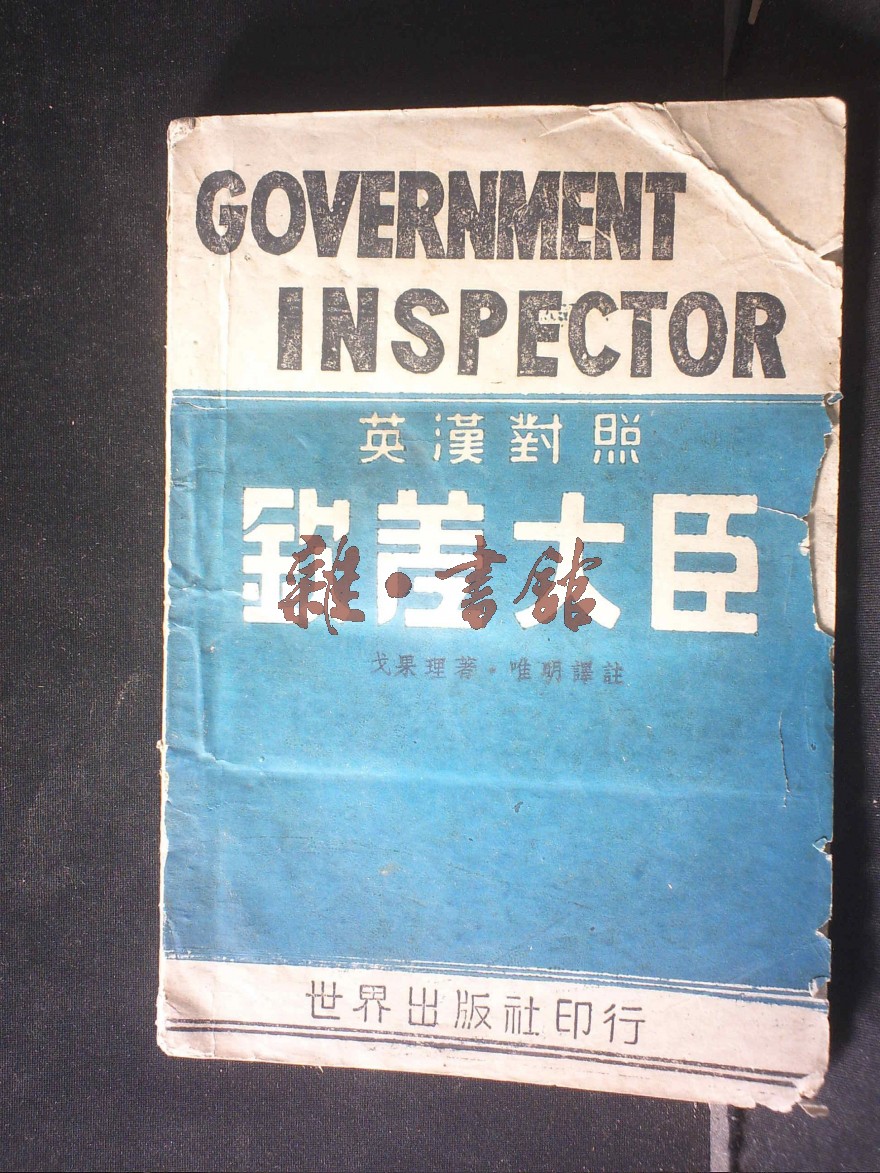 GOVERNMENT
INSPECTOR
英漢對照
欽差大臣
雜·書館
戈果理著·唯明譯註
世界出版社印行